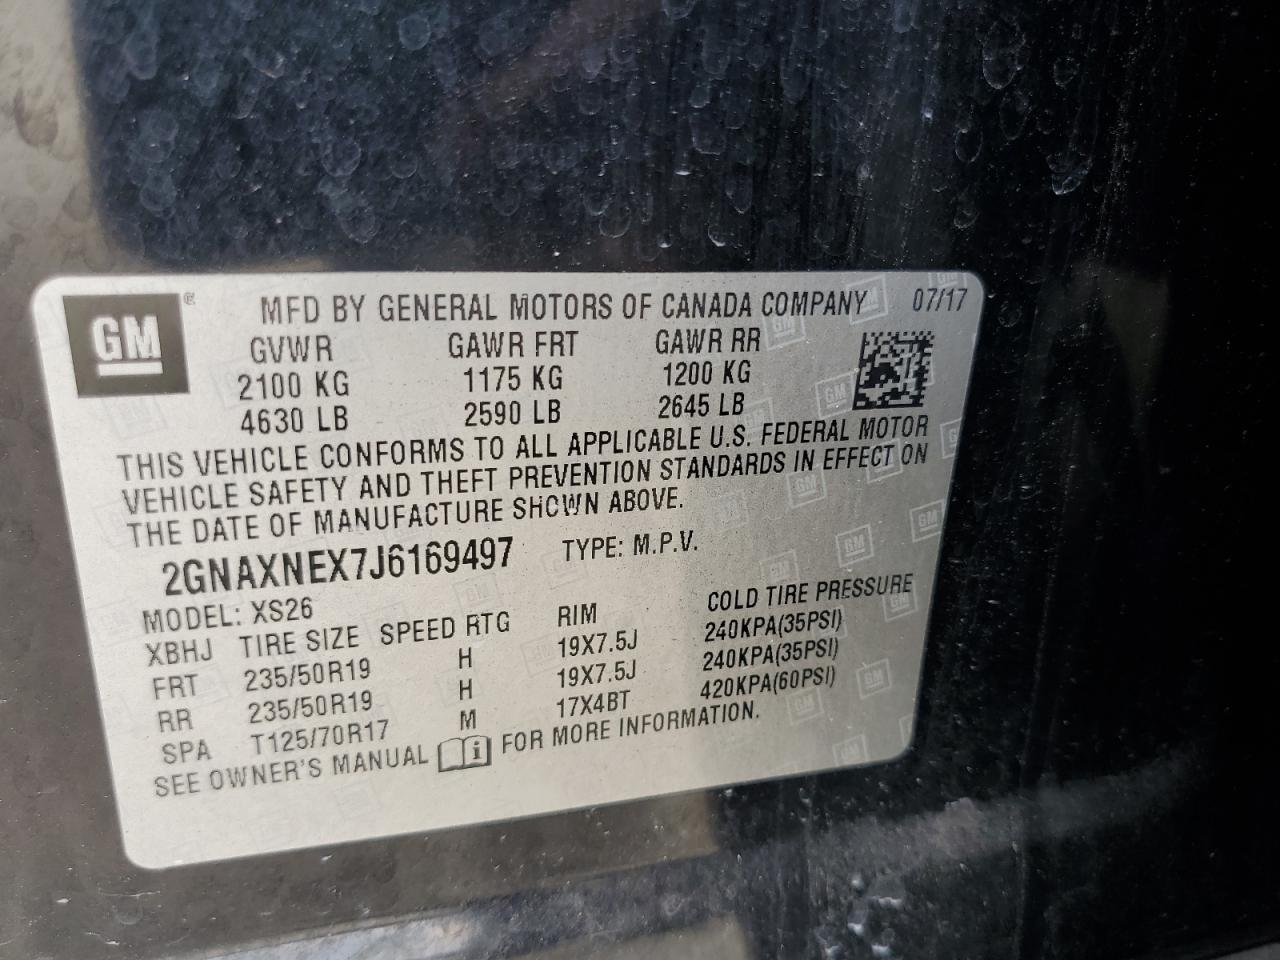 GM ®
MFD BY GENERAL MOTORS OF CANADA COMPANY 07/17
GVWR GAWR FRT GAWR RR
2100 KG 1175 KG 1200 KG
4630 LB 2590 LB 2645 LB
THIS VEHICLE CONFORMS TO ALL APPLICABLE U.S. FEDERAL MOTOR
VEHICLE SAFETY AND THEFT PREVENTION STANDARDS IN EFFECT ON
THE DATE OF MANUFACTURE SHOWN ABOVE.
2GNAXNEX7J6169497 TYPE: M.P.V.
MODEL: XS26
XBHJ TIRE SIZE SPEED RTG RIM COLD TIRE PRESSURE
FRT 235/50R19 H 19X7.5J 240KPA(35PSI)
RR 235/50R19 H 19X7.5J 240KPA(35PSI)
SPA T125/70R17 M 17X4BT 420KPA(60PSI)
SEE OWNER'S MANUAL i FOR MORE INFORMATION.